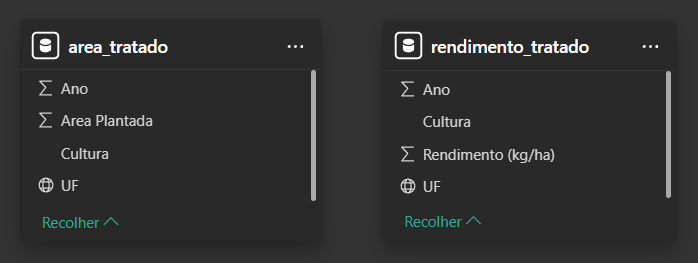 area_tratado
Ano
Area Plantada
Cultura
UF
Recolher
rendimento_tratado
Ano
Cultura
Rendimento (kg/ha)
UF
Recolher